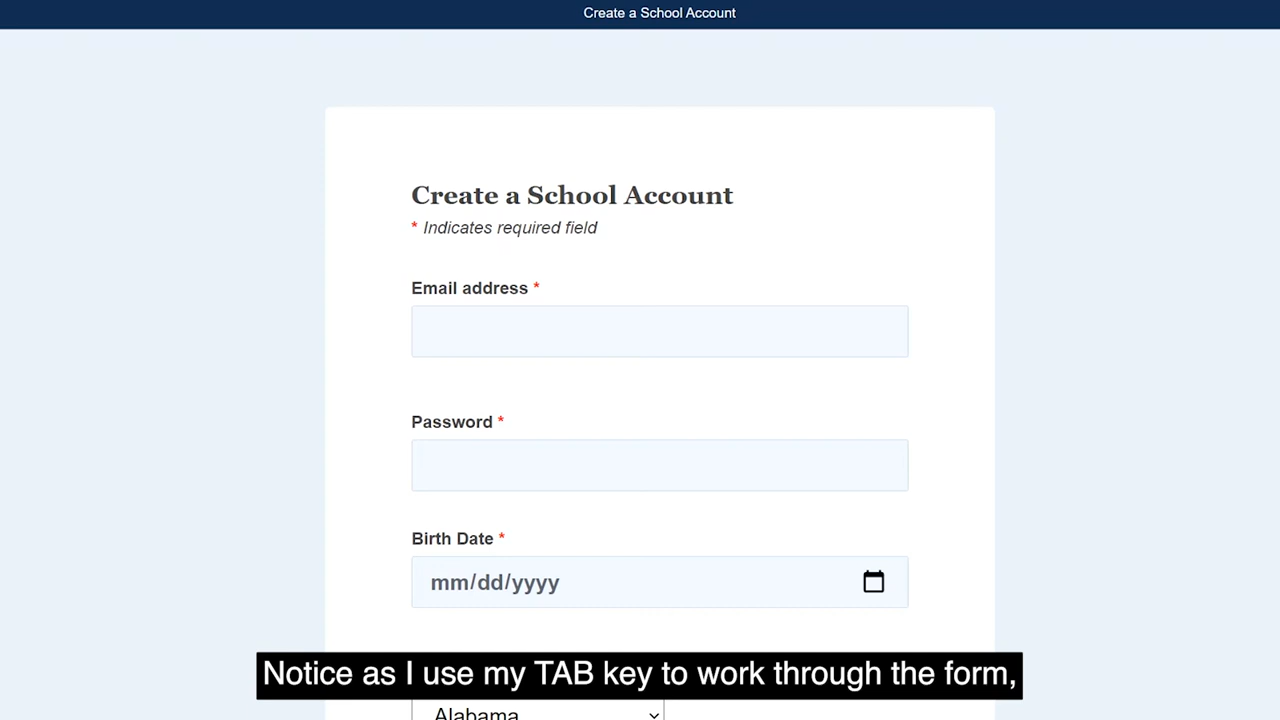 Create a School Account
Create a School Account
* Indicates required field
Email address *
Password *
Birth Date *
mm/dd/yyyy
Notice as I use my TAB key to work through the form,
Alabama